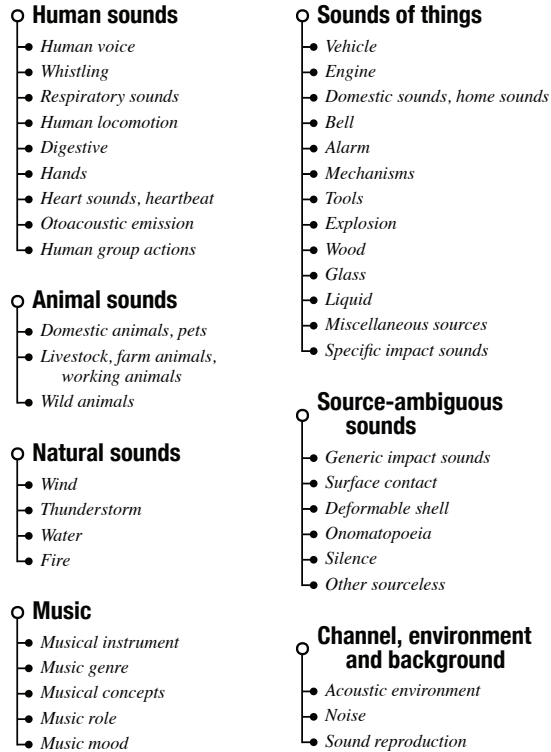 Human sounds
Human voice
Whistling
Respiratory sounds
Human locomotion
Digestive
Hands
Heart sounds, heartbeat
Otoacoustic emission
Human group actions
Animal sounds
Domestic animals, pets
Livestock, farm animals,
working animals
Wild animals
Natural sounds
Wind
Thunderstorm
Water
Fire
Music
Musical instrument
Music genre
Musical concepts
Music role
Music mood
Sounds of things
Vehicle
Engine
Domestic sounds, home sounds
Bell
Alarm
Mechanisms
Tools
Explosion
Wood
Glass
Liquid
Miscellaneous sources
Specific impact sounds
Source-ambiguous
sounds
Generic impact sounds
Surface contact
Deformable shell
Onomatopoeia
Silence
Other sourceless
Channel, environment
and background
Acoustic environment
Noise
Sound reproduction